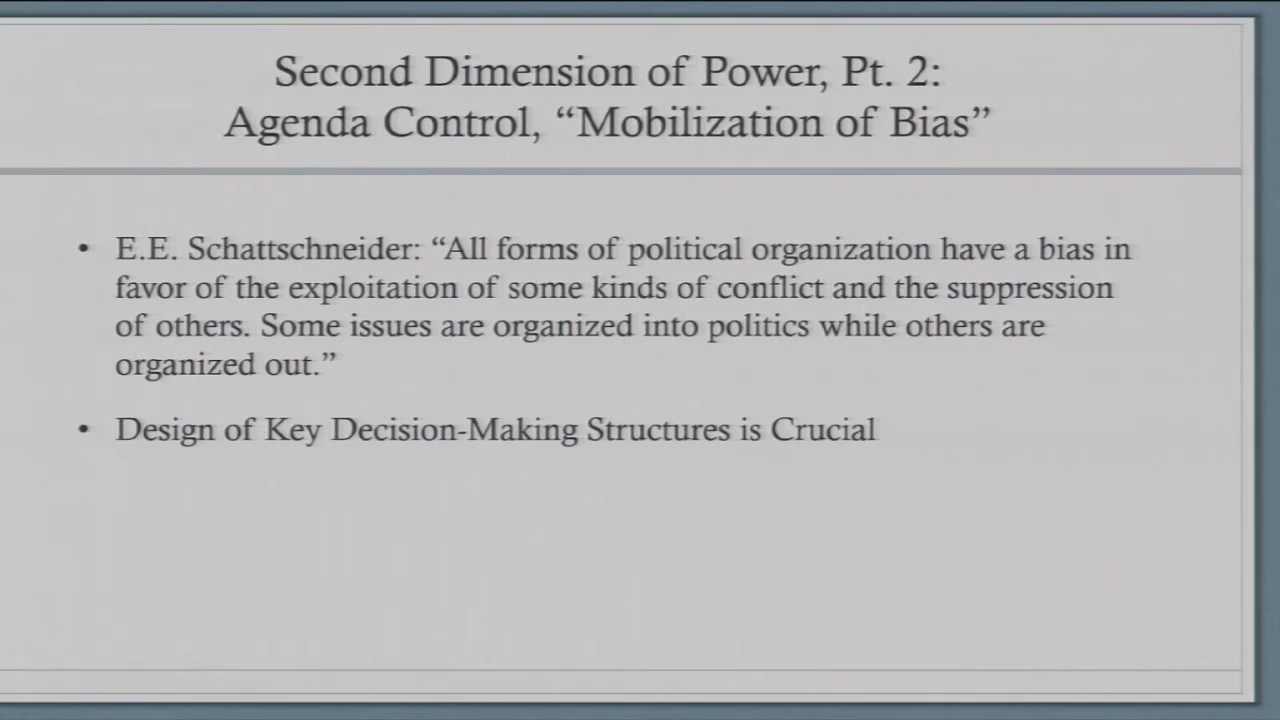 Second Dimension of Power, Pt. 2:
Agenda Control, “Mobilization of Bias”
• E.E. Schattschneider: “All forms of political organization have a bias in
favor of the exploitation of some kinds of conflict and the suppression
of others. Some issues are organized into politics while others are
organized out.”
• Design of Key Decision-Making Structures is Crucial